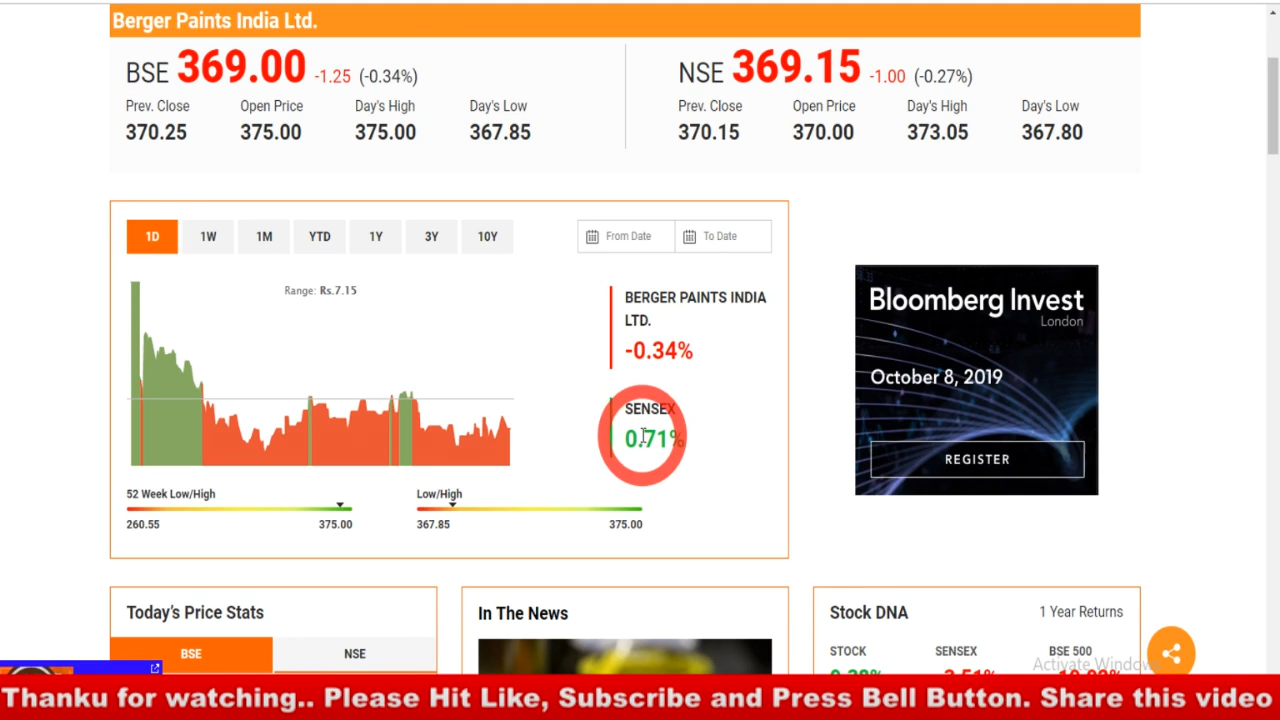 Berger Paints India Ltd.
BSE 369.00 -1.25 (-0.34%)
Prev. Close Open Price Day's High Day's Low
370.25 375.00 375.00 367.85
NSE 369.15 -1.00 (-0.27%)
Prev. Close Open Price Day's High Day's Low
370.15 370.00 373.05 367.80
1D 1W 1M YTD 1Y 3Y 10Y
From Date To Date
Range: Rs.7.15
BERGER PAINTS INDIA
LTD.
-0.34%
SENSEX
0.71%
52 Week Low/High
260.55 375.00
Low/High
367.85 375.00
Bloomberg Invest
London
October 8, 2019
REGISTER
Today's Price Stats
BSE NSE
In The News
Stock DNA 1 Year Returns
STOCK SENSEX BSE 500
Activate Windows
Thanku for watching.. Please Hit Like, Subscribe and Press Bell Button. Share this video